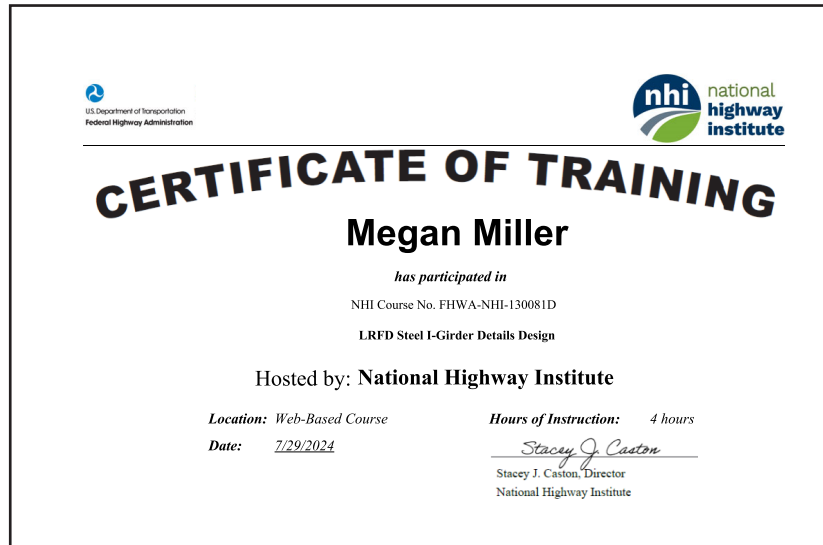 U.S. Department of Transportation
Federal Highway Administration
nhi
national
highway
institute
CERTIFICATE OF TRAINING
Megan Miller
has participated in
NHI Course No. FHWA-NHI-130081D
LRFD Steel I-Girder Details Design
Hosted by: National Highway Institute
Location: Web-Based Course
Hours of Instruction: 4 hours
Date: 7/29/2024
Stacey J. Caston
Stacey J. Caston, Director
National Highway Institute